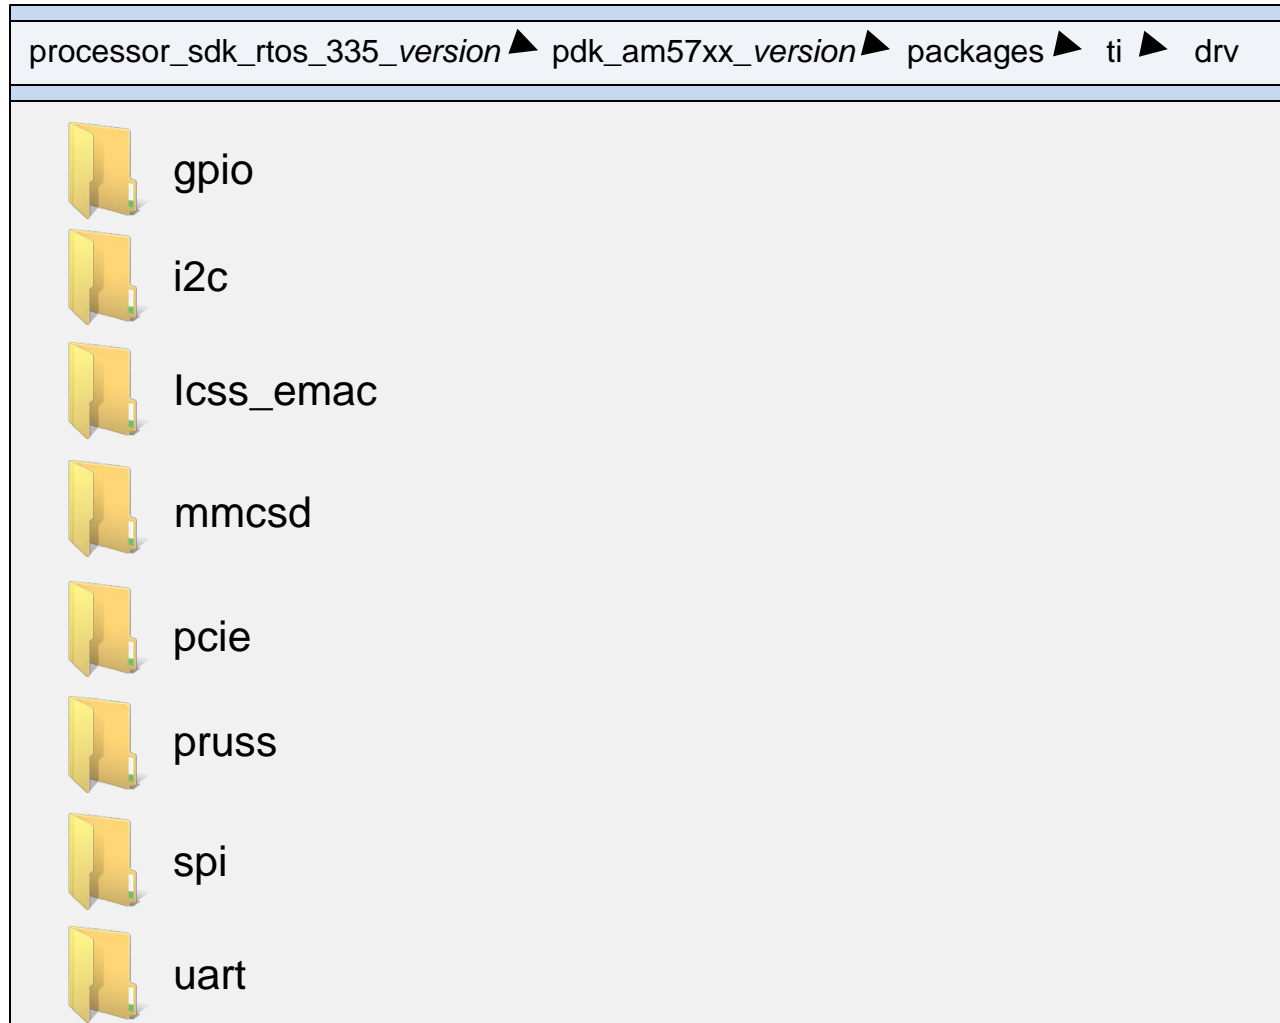 processor_sdk_rtos_335_version pdk_am57xx_version packages ti drv
gpio
i2c
Icss_emac
mmcsd
pcie
pruss
spi
uart